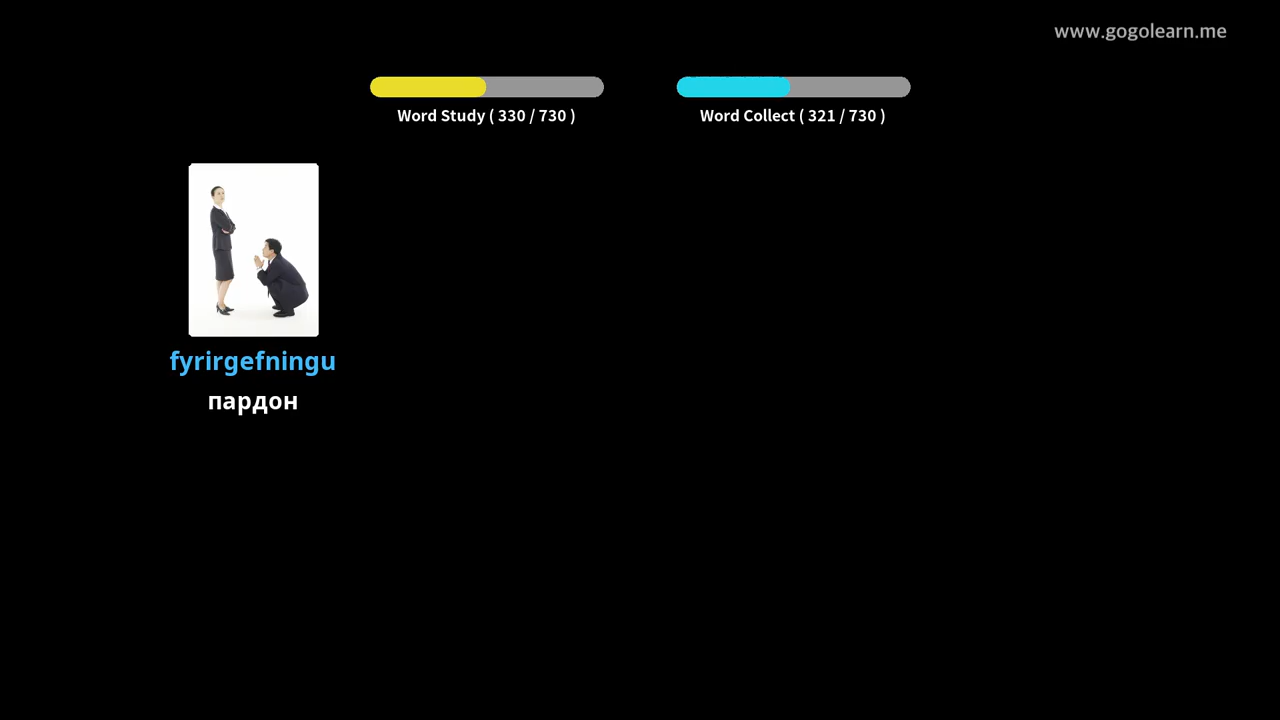 www.gogolearn.me
Word Study ( 330 / 730 )
Word Collect ( 321 / 730 )
fyrirgefningu
пардон